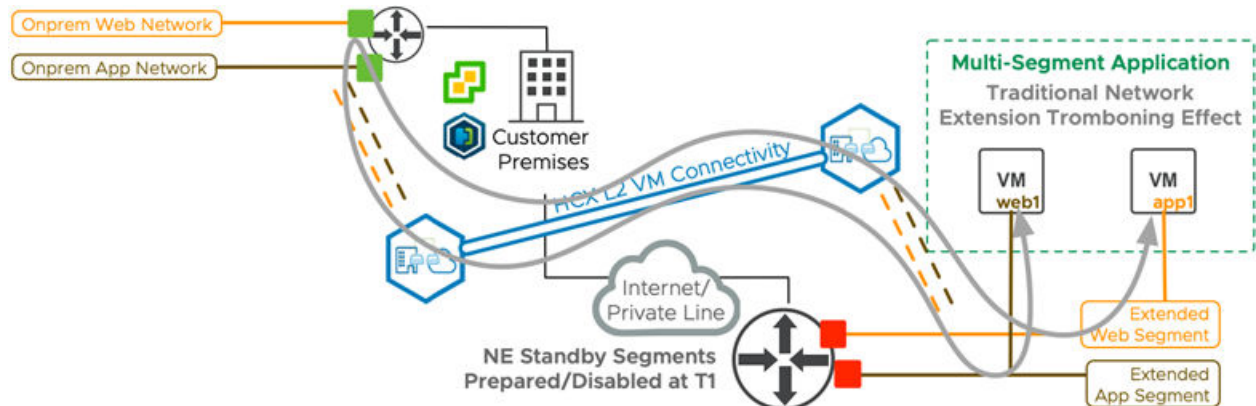 Onprem Web Network
Onprem App Network
Customer
Premises
HCX L2 VM Connectivity
Multi-Segment Application
Traditional Network
Extension Tromboning Effect
VM
web1
VM
app1
Internet/
Private Line
NE Standby Segments
Prepared/Disabled at T1
Extended
Web Segment
Extended
App Segment